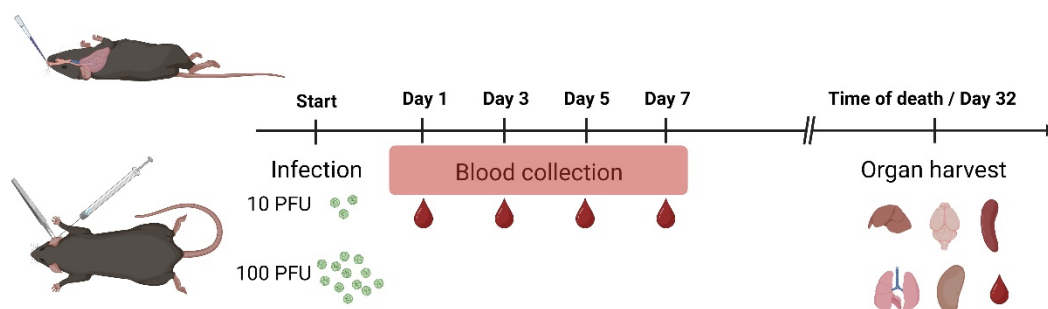 Start
Day 1
Day 3
Day 5
Day 7
Time of death / Day 32
Infection
Blood collection
Organ harvest
10 PFU
100 PFU